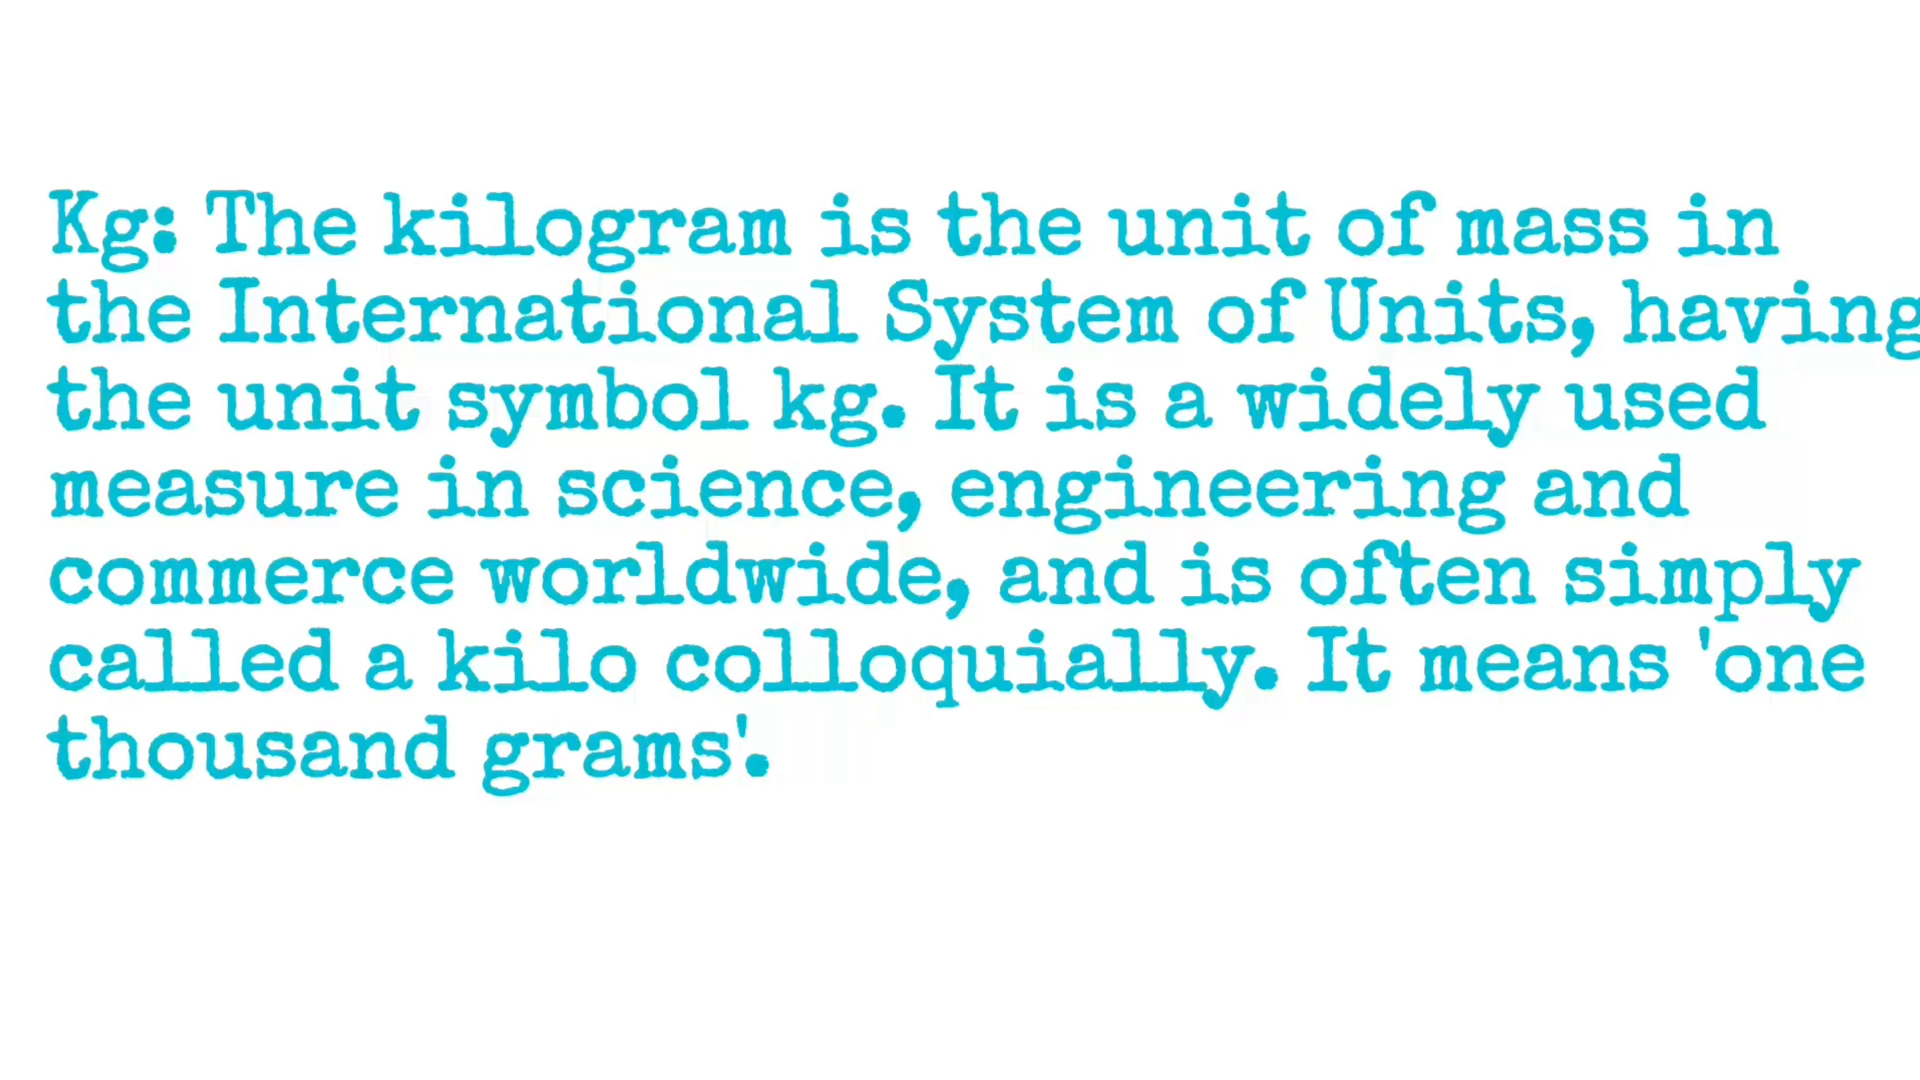 Kg: The kilogram is the unit of mass in
the International System of Units, having
the unit symbol kg. It is a widely used
measure in science, engineering and
commerce worldwide, and is often simply
called a kilo colloquially. It means 'one
thousand grams'.